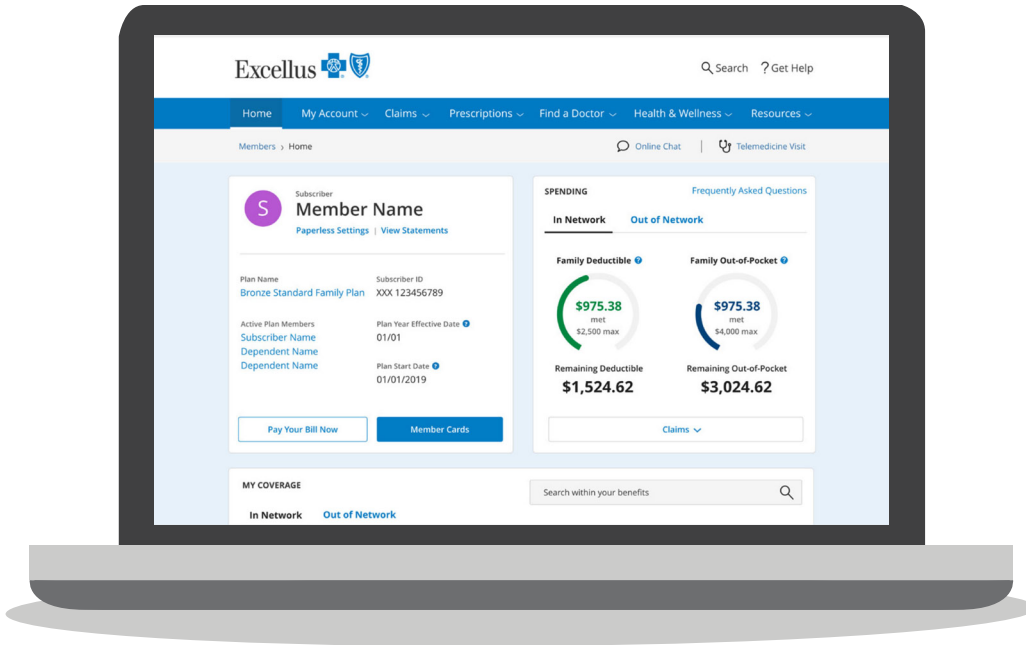 Excellus
Search ? Get Help
Home My Account Claims Prescriptions Find a Doctor Health & Wellness Resources
Members > Home
Online Chat | Telemedicine Visit
S
Subscriber
Member Name
Paperless Settings | View Statements
Plan Name
Bronze Standard Family Plan
Subscriber ID
XXX 123456789
Active Plan Members
Subscriber Name
Dependent Name
Dependent Name
Plan Year Effective Date ?
01/01
Plan Start Date ?
01/01/2019
Pay Your Bill Now
Member Cards
SPENDING
Frequently Asked Questions
In Network Out of Network
Family Deductible ?
$975.38
met
$2,500 max
Remaining Deductible
$1,524.62
Family Out-of-Pocket ?
$975.38
met
$4,000 max
Remaining Out-of-Pocket
$3,024.62
Claims
MY COVERAGE
Search within your benefits
In Network Out of Network